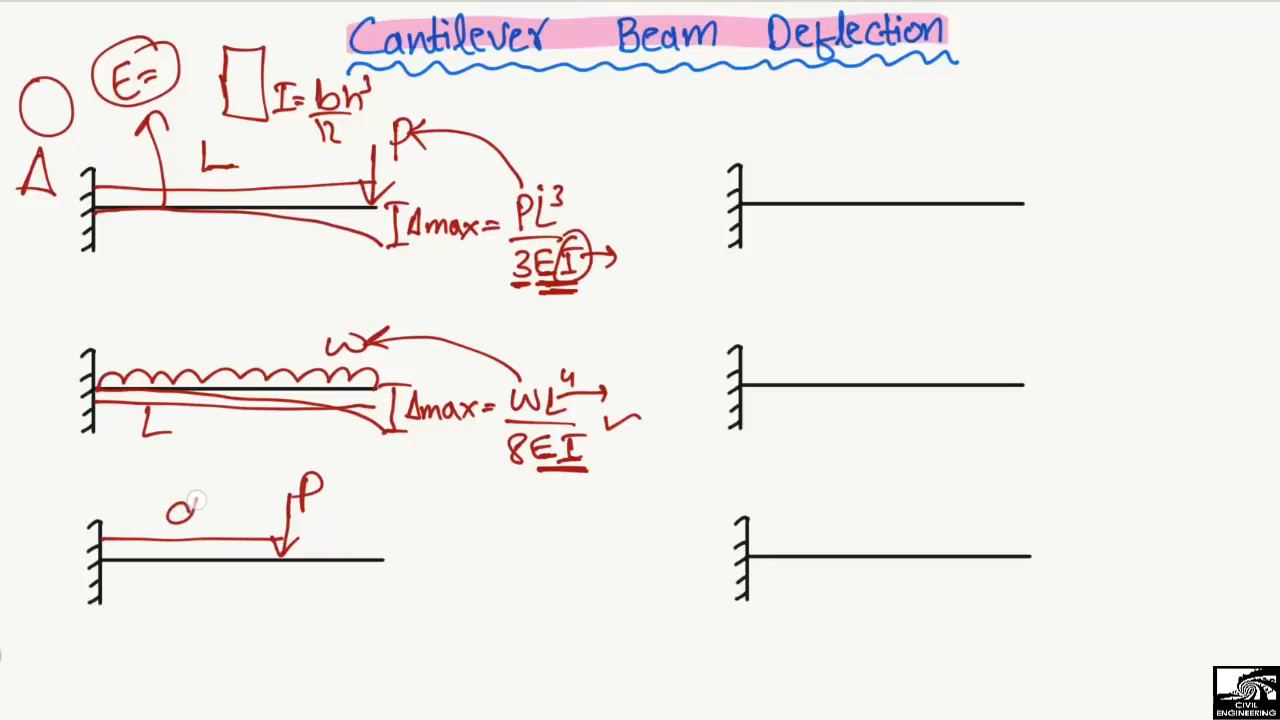 Cantilever Beam Deflection
E=
I= bh³/12
A
L
P
Δmax = PL³/3EI
w
L
Δmax = wL⁴/8EI
P
a
CIVIL
ENGINEERING